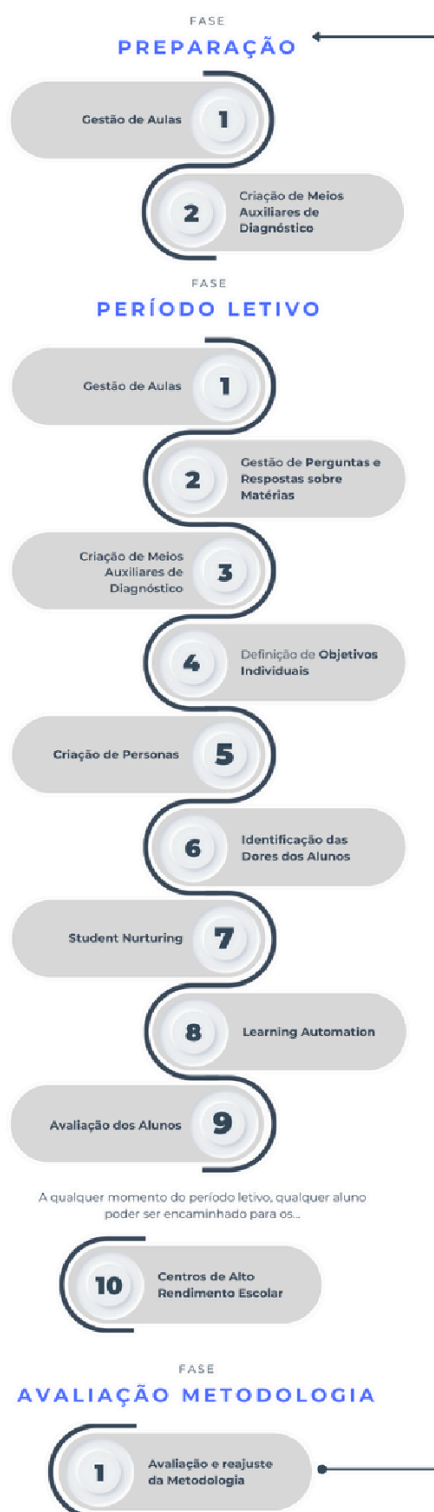 FASE
PREPARAÇÃO
Gestão de Aulas
1
2
Criação de Meios
Auxiliares de
Diagnóstico
FASE
PERÍODO LETIVO
Gestão de Aulas
1
2
Gestão de Perguntas e
Respostas sobre
Matérias
Criação de Meios
Auxiliares de
Diagnóstico
3
4
Definição de Objetivos
Individuais
Criação de Personas
5
6
Identificação das
Dores dos Alunos
Student Nurturing
7
8
Learning Automation
Avaliação dos Alunos
9
A qualquer momento do período letivo, qualquer aluno
poder ser encaminhado para os...
10
Centros de Alto
Rendimento Escolar
FASE
AVALIAÇÃO METODOLOGIA
1
Avaliação e reajuste
da Metodologia